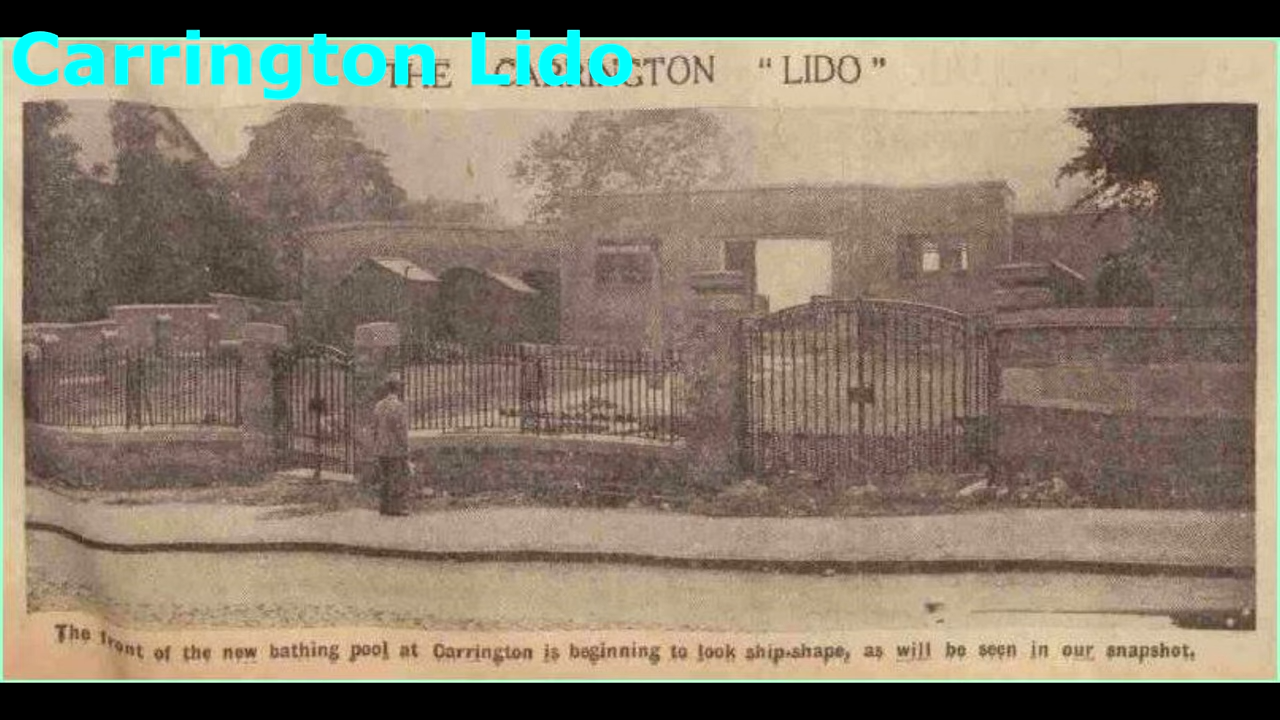 Carrington Lido
THE CARRINGTON “LIDO”
The front of the new bathing pool at Carrington is beginning to look ship-shape, as will be seen in our snapshot.